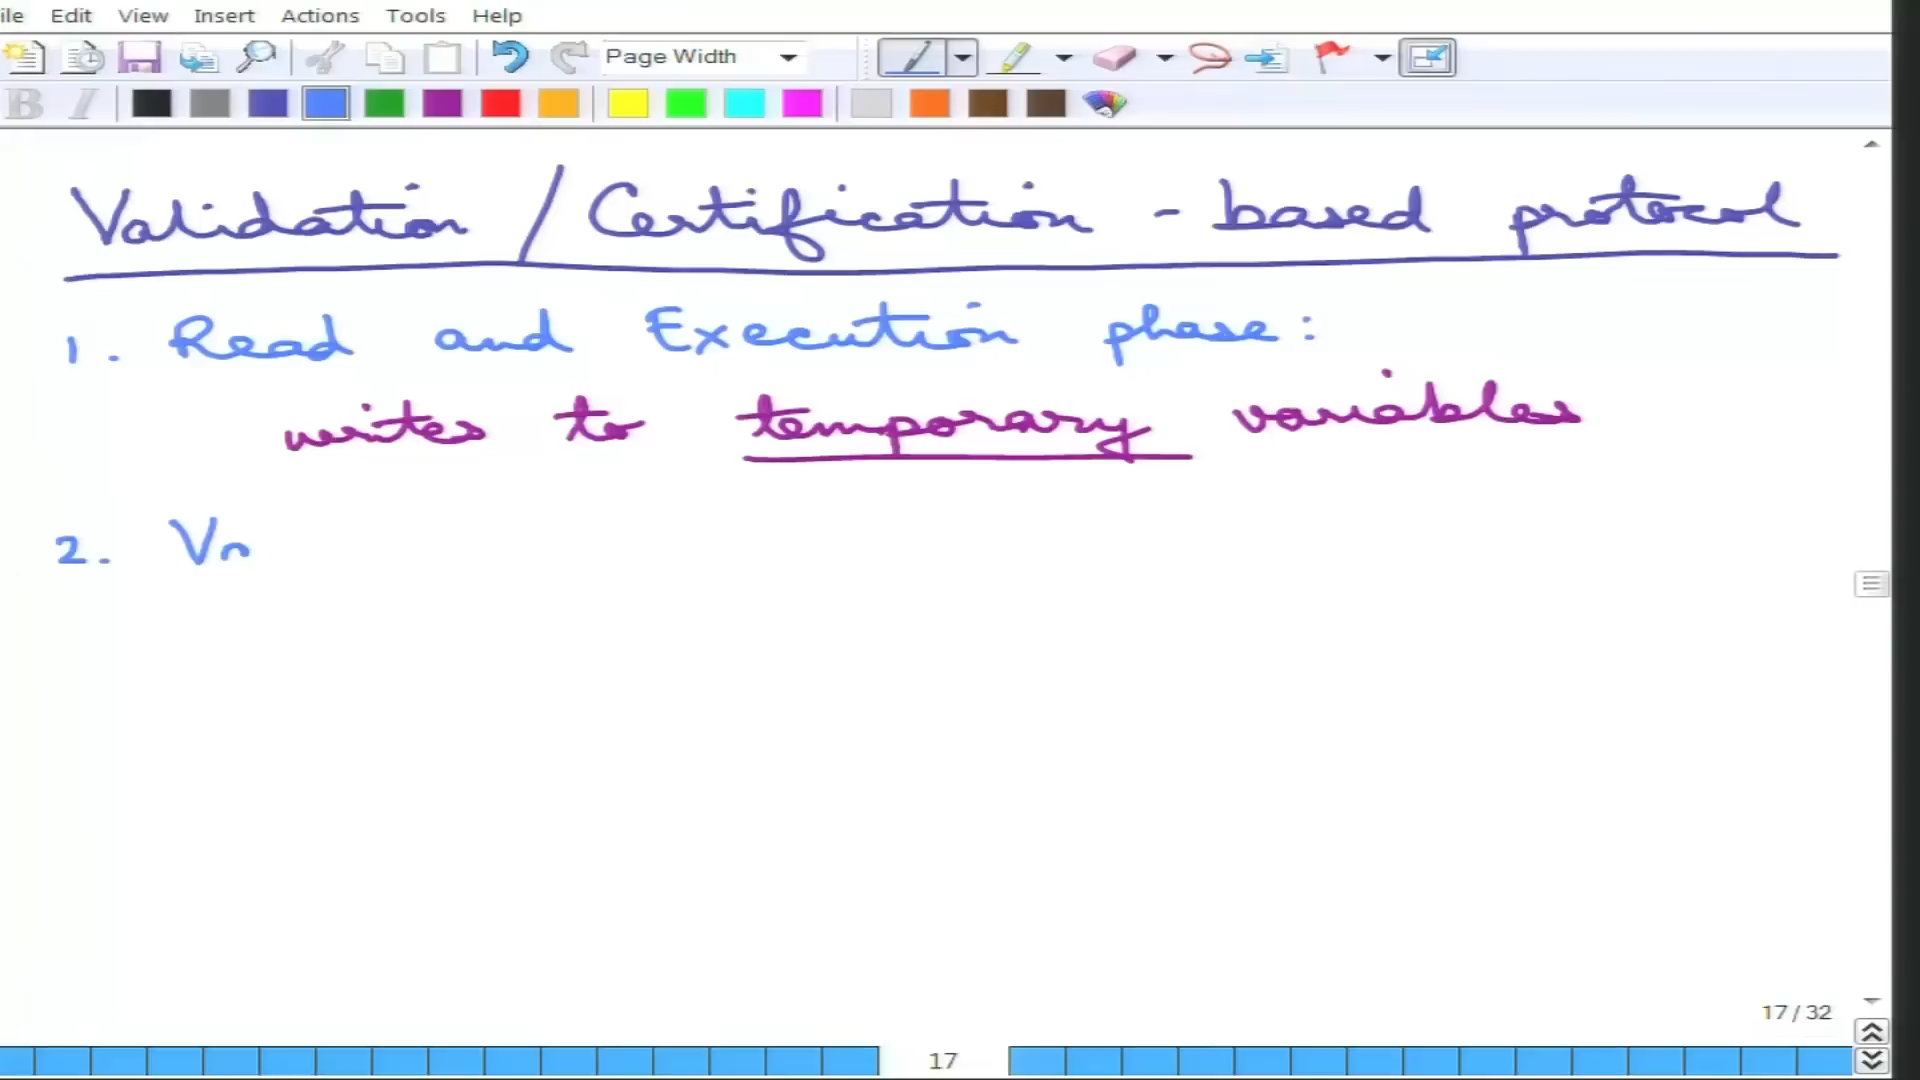 ile Edit View Insert Actions Tools Help
Page Width
B I
Validation / Certification - based protocol
1. Read and Execution phase:
writes to temporary variables
2. Va
17 / 32
17